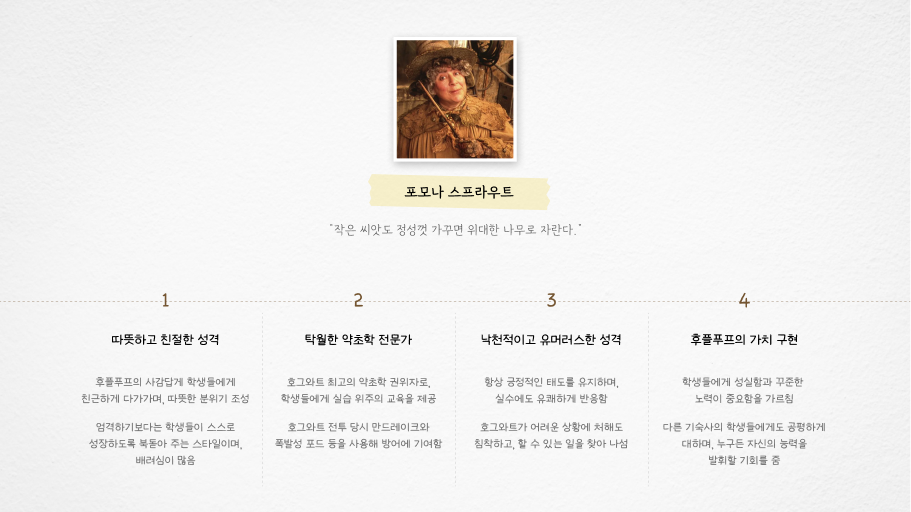 포모나 스프라우트
"작은 씨앗도 정성껏 가꾸면 위대한 나무로 자란다."
1
따뜻하고 친절한 성격
후플푸프의 사감답게 학생들에게
친근하게 다가가며, 따뜻한 분위기 조성
엄격하기보다는 학생들이 스스로
성장하도록 북돋아 주는 스타일이며,
배려심이 많음
2
탁월한 약초학 전문가
호그와트 최고의 약초학 권위자로,
학생들에게 실습 위주의 교육을 제공
호그와트 전투 당시 만드레이크와
폭발성 포드 등을 사용해 방어에 기여함
3
낙천적이고 유머러스한 성격
항상 긍정적인 태도를 유지하며,
실수에도 유쾌하게 반응함
호그와트가 어려운 상황에 처해도
침착하고, 할 수 있는 일을 찾아 나섬
4
후플푸프의 가치 구현
학생들에게 성실함과 꾸준한
노력이 중요함을 가르침
다른 기숙사의 학생들에게도 공평하게
대하며, 누구든 자신의 능력을
발휘할 기회를 줌